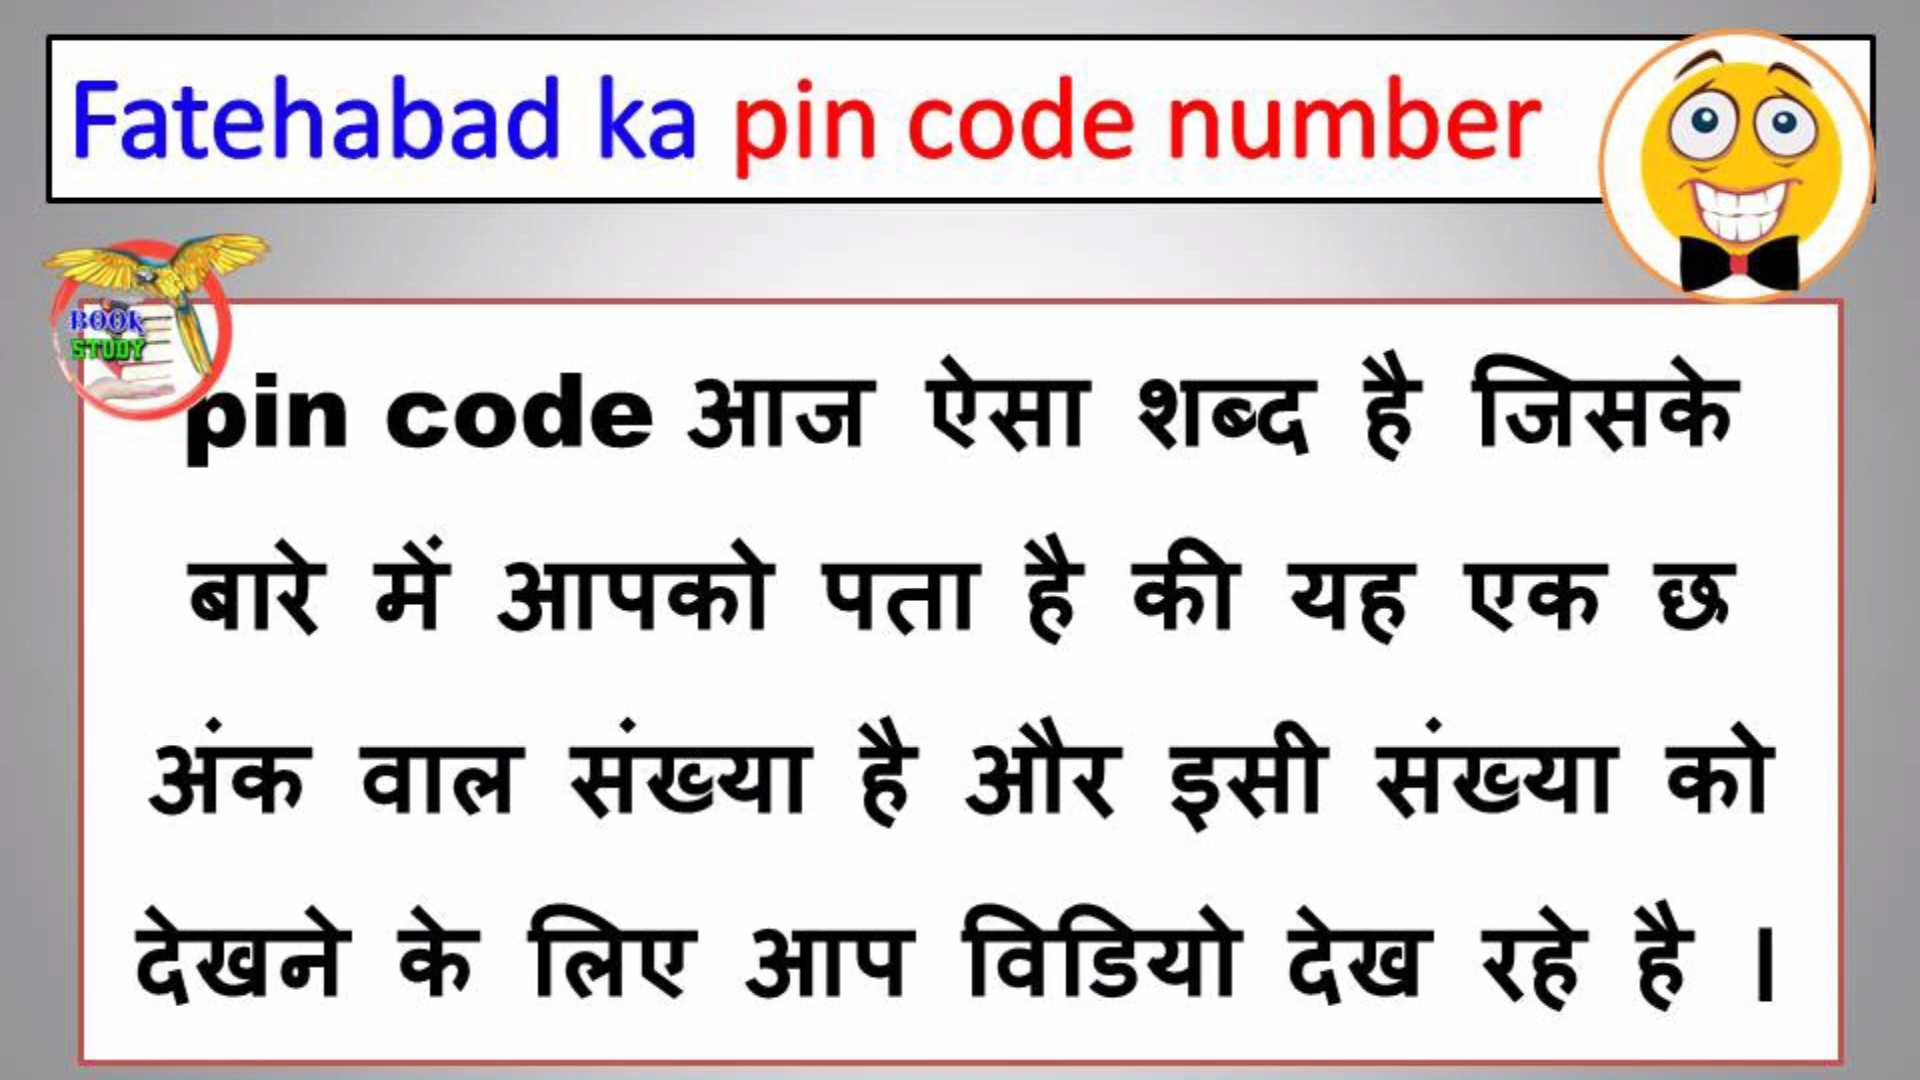 Fatehabad ka pin code number
BOOK
STUDY
pin code आज ऐसा शब्द है जिसके
बारे में आपको पता है की यह एक छ
अंक वाल संख्या है और इसी संख्या को
देखने के लिए आप विडियो देख रहे है ।